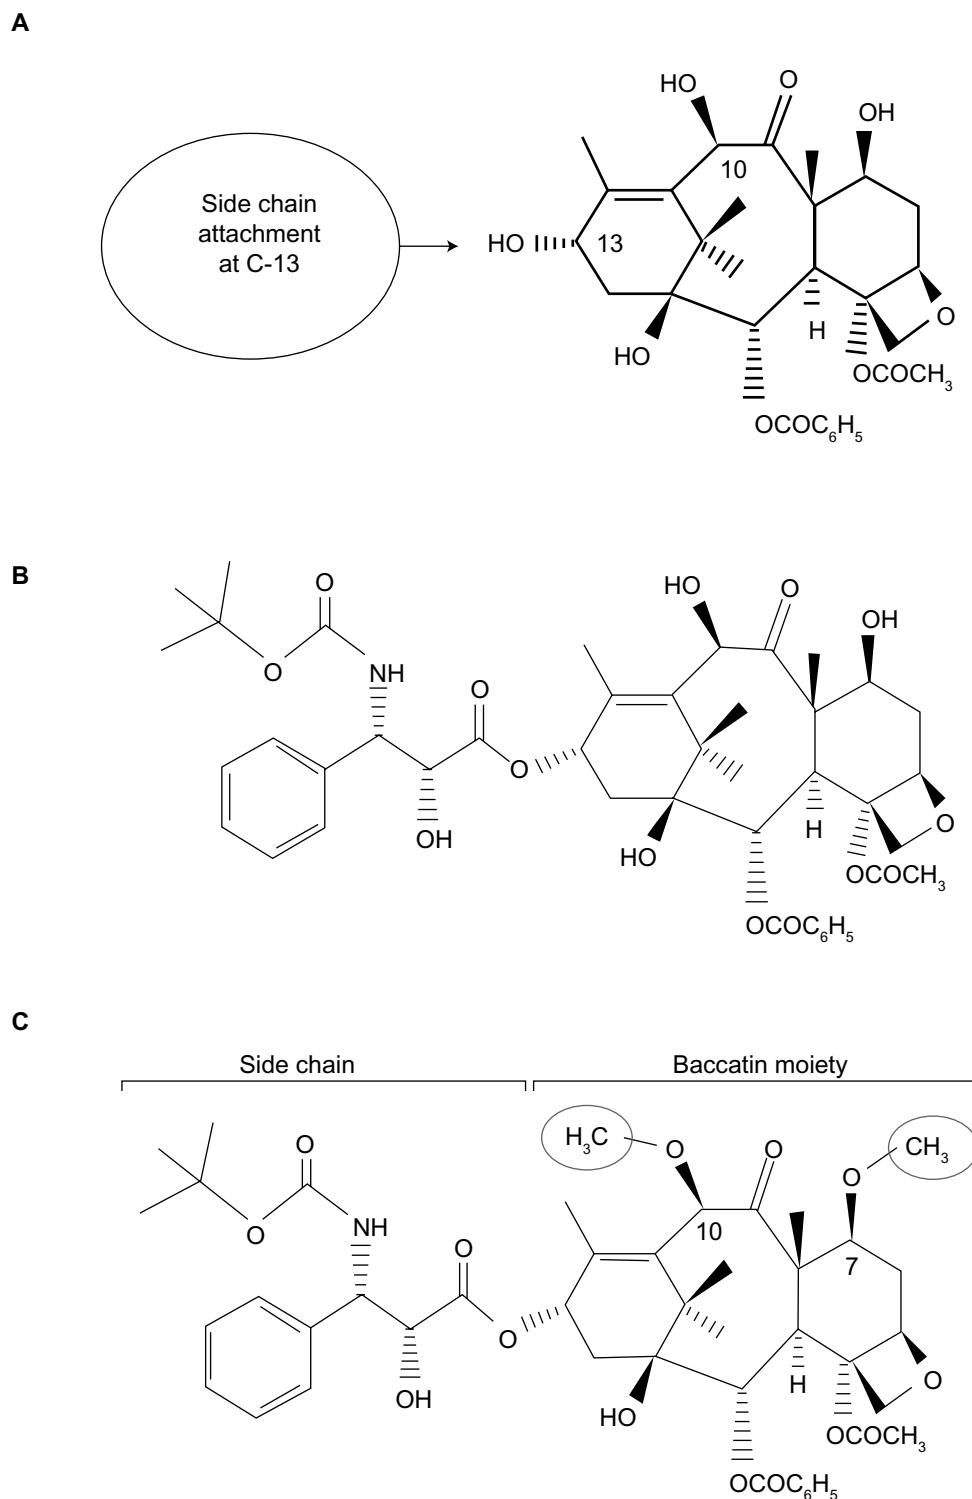 A
HO
O
OH
10
Side chain
attachment
at C-13
HO
13
O
H
HO
OCOCH₃
OCOC₆H₅
B
O
HO
O
OH
O
NH
O
O
OH
HO
H
O
OCOCH₃
OCOC₆H₅
C
Side chain
Baccatin moiety
H₃C
O
O
CH₃
O
O
10
O
NH
O
7
O
OH
HO
H
O
OCOCH₃
OCOC₆H₅